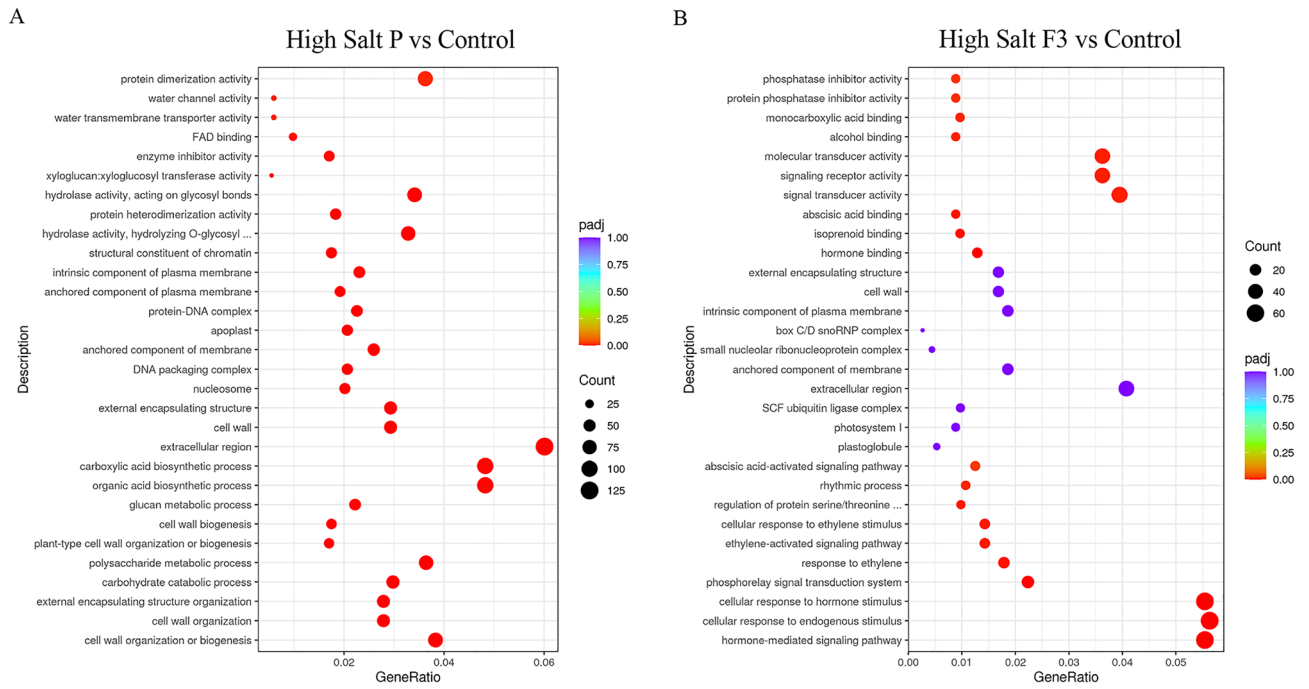 A
High Salt P vs Control
protein dimerization activity
water channel activity
water transmembrane transporter activity
FAD binding
enzyme inhibitor activity
xyloglucan:xyloglucosyl transferase activity
hydrolase activity, acting on glycosyl bonds
protein heterodimerization activity
hydrolase activity, hydrolyzing O-glycosyl ...
structural constituent of chromatin
intrinsic component of plasma membrane
anchored component of plasma membrane
protein-DNA complex
apoplast
anchored component of membrane
DNA packaging complex
nucleosome
external encapsulating structure
cell wall
extracellular region
carboxylic acid biosynthetic process
organic acid biosynthetic process
glucan metabolic process
cell wall biogenesis
plant-type cell wall organization or biogenesis
polysaccharide metabolic process
carbohydrate catabolic process
external encapsulating structure organization
cell wall organization
cell wall organization or biogenesis
Description
0.02 0.04 0.06
GeneRatio
padj
1.00
0.75
0.50
0.25
0.00
Count
25
50
75
100
125
B
High Salt F3 vs Control
phosphatase inhibitor activity
protein phosphatase inhibitor activity
monocarboxylic acid binding
alcohol binding
molecular transducer activity
signaling receptor activity
signal transducer activity
abscisic acid binding
isoprenoid binding
hormone binding
external encapsulating structure
cell wall
intrinsic component of plasma membrane
box C/D snoRNP complex
small nucleolar ribonucleoprotein complex
anchored component of membrane
extracellular region
SCF ubiquitin ligase complex
photosystem I
plastoglobule
abscisic acid-activated signaling pathway
rhythmic process
regulation of protein serine/threonine ...
cellular response to ethylene stimulus
ethylene-activated signaling pathway
response to ethylene
phosphorelay signal transduction system
cellular response to hormone stimulus
cellular response to endogenous stimulus
hormone-mediated signaling pathway
Description
0.00 0.01 0.02 0.03 0.04 0.05
GeneRatio
Count
20
40
60
padj
1.00
0.75
0.50
0.25
0.00